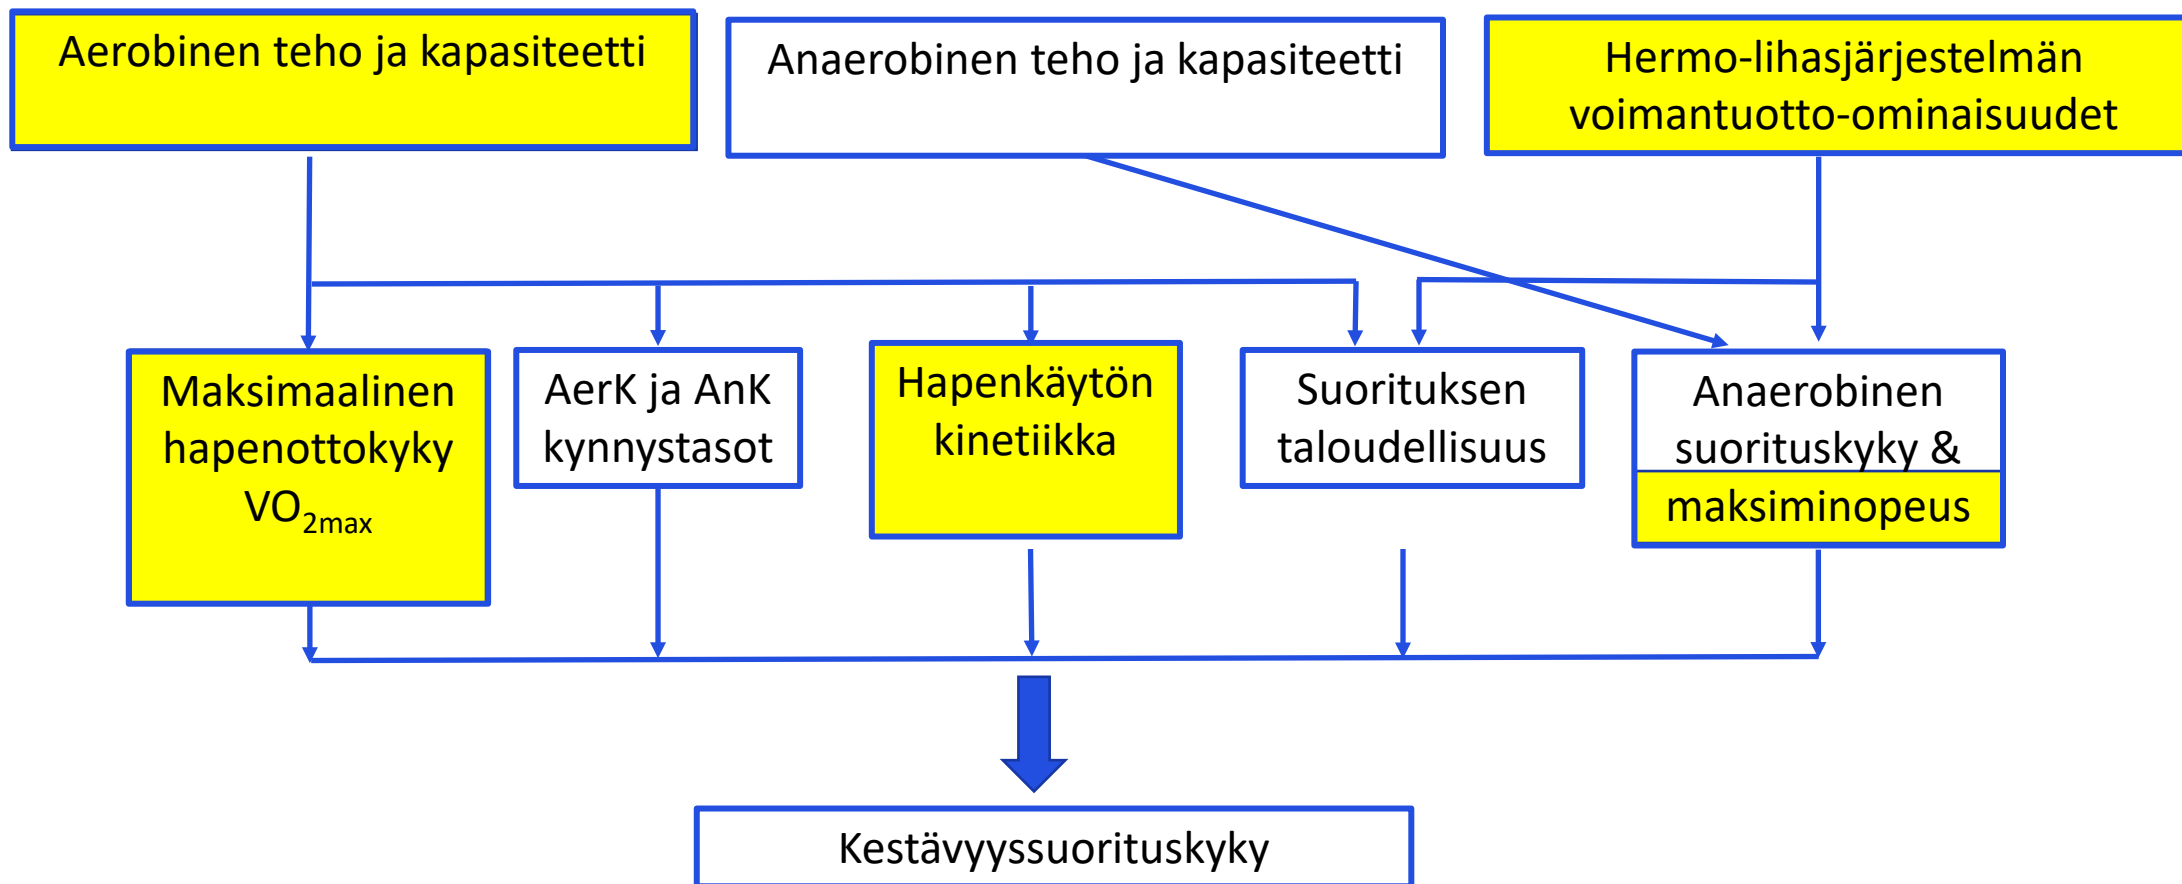 Aerobinen teho ja kapasiteetti
Anaerobinen teho ja kapasiteetti
Hermo-lihasjärjestelmän
voimantuotto-ominaisuudet
Maksimaalinen
hapenottokyky
VO2max
AerK ja AnK
kynnystasot
Hapenkäytön
kinetiikka
Suorituksen
taloudellisuus
Anaerobinen
suorituskyky &
maksiminopeus
Kestävyyssuorituskyky